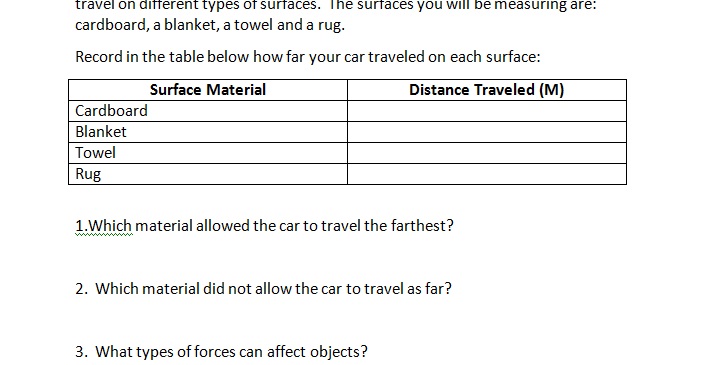 travel on different types of surfaces.  The surfaces you will be measuring are:
cardboard, a blanket, a towel and a rug.
Record in the table below how far your car traveled on each surface:
Surface Material Distance Traveled (M)
Cardboard
Blanket
Towel
Rug
1.Which material allowed the car to travel the farthest?
2.  Which material did not allow the car to travel as far?
3.  What types of forces can affect objects?